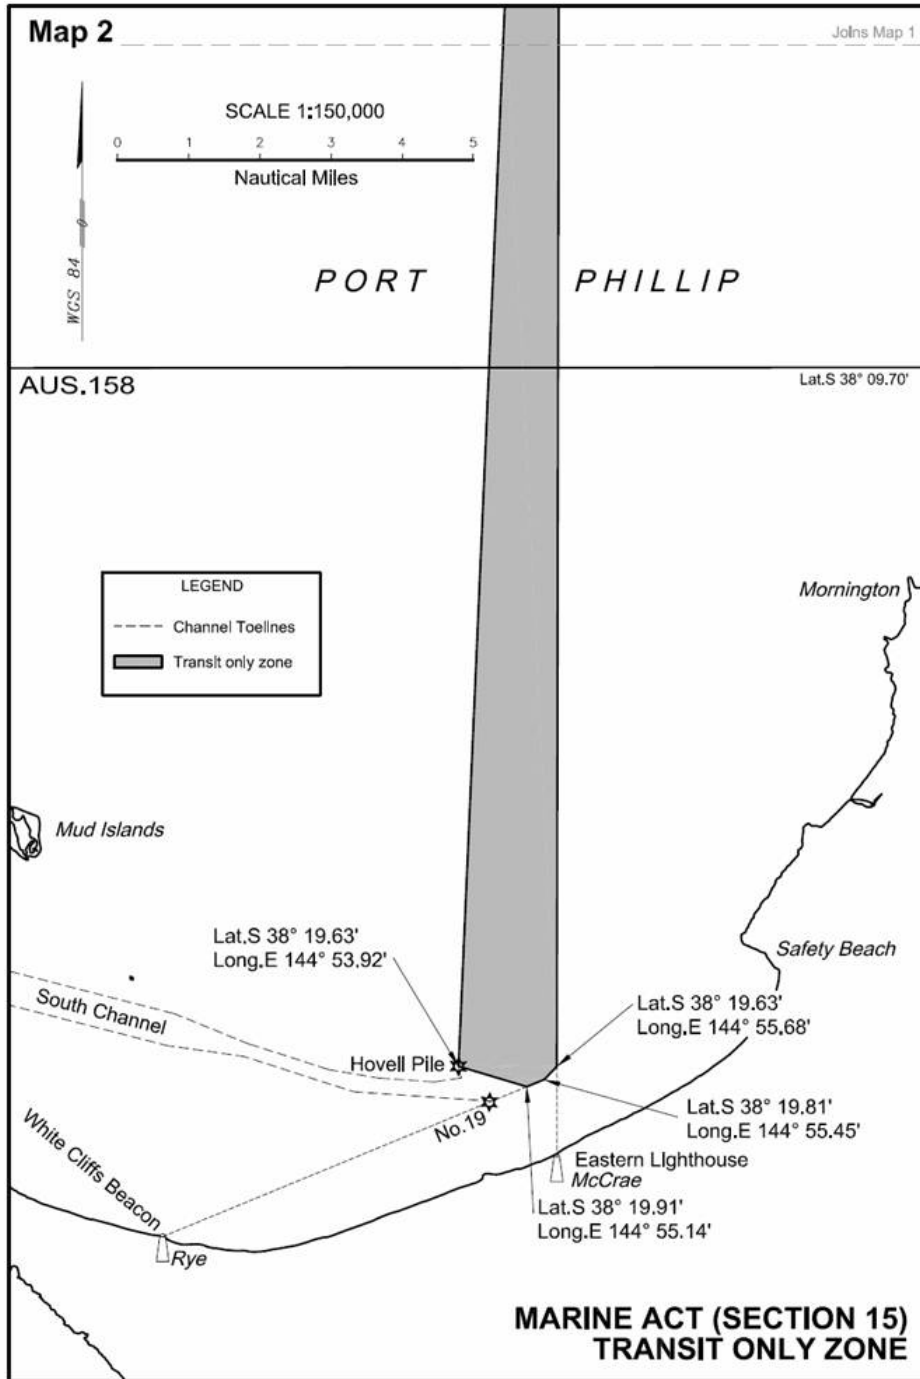 Map 2
Joins Map 1
SCALE 1:150,000
0 1 2 3 4 5
Nautical Miles
WGS 84
0
PORT PHILLIP
AUS.158
Lat.S 38° 09.70'
LEGEND
Channel Toelines
Transit only zone
Mornington
Mud Islands
Lat.S 38° 19.63'
Long.E 144° 53.92'
Safety Beach
South Channel
Lat.S 38° 19.63'
Long.E 144° 55.68'
Hovell Pile
No.19
Lat.S 38° 19.81'
Long.E 144° 55.45'
White Cliffs Beacon
Eastern Lighthouse
McCrae
Lat.S 38° 19.91'
Long.E 144° 55.14'
Rye
MARINE ACT (SECTION 15)
TRANSIT ONLY ZONE